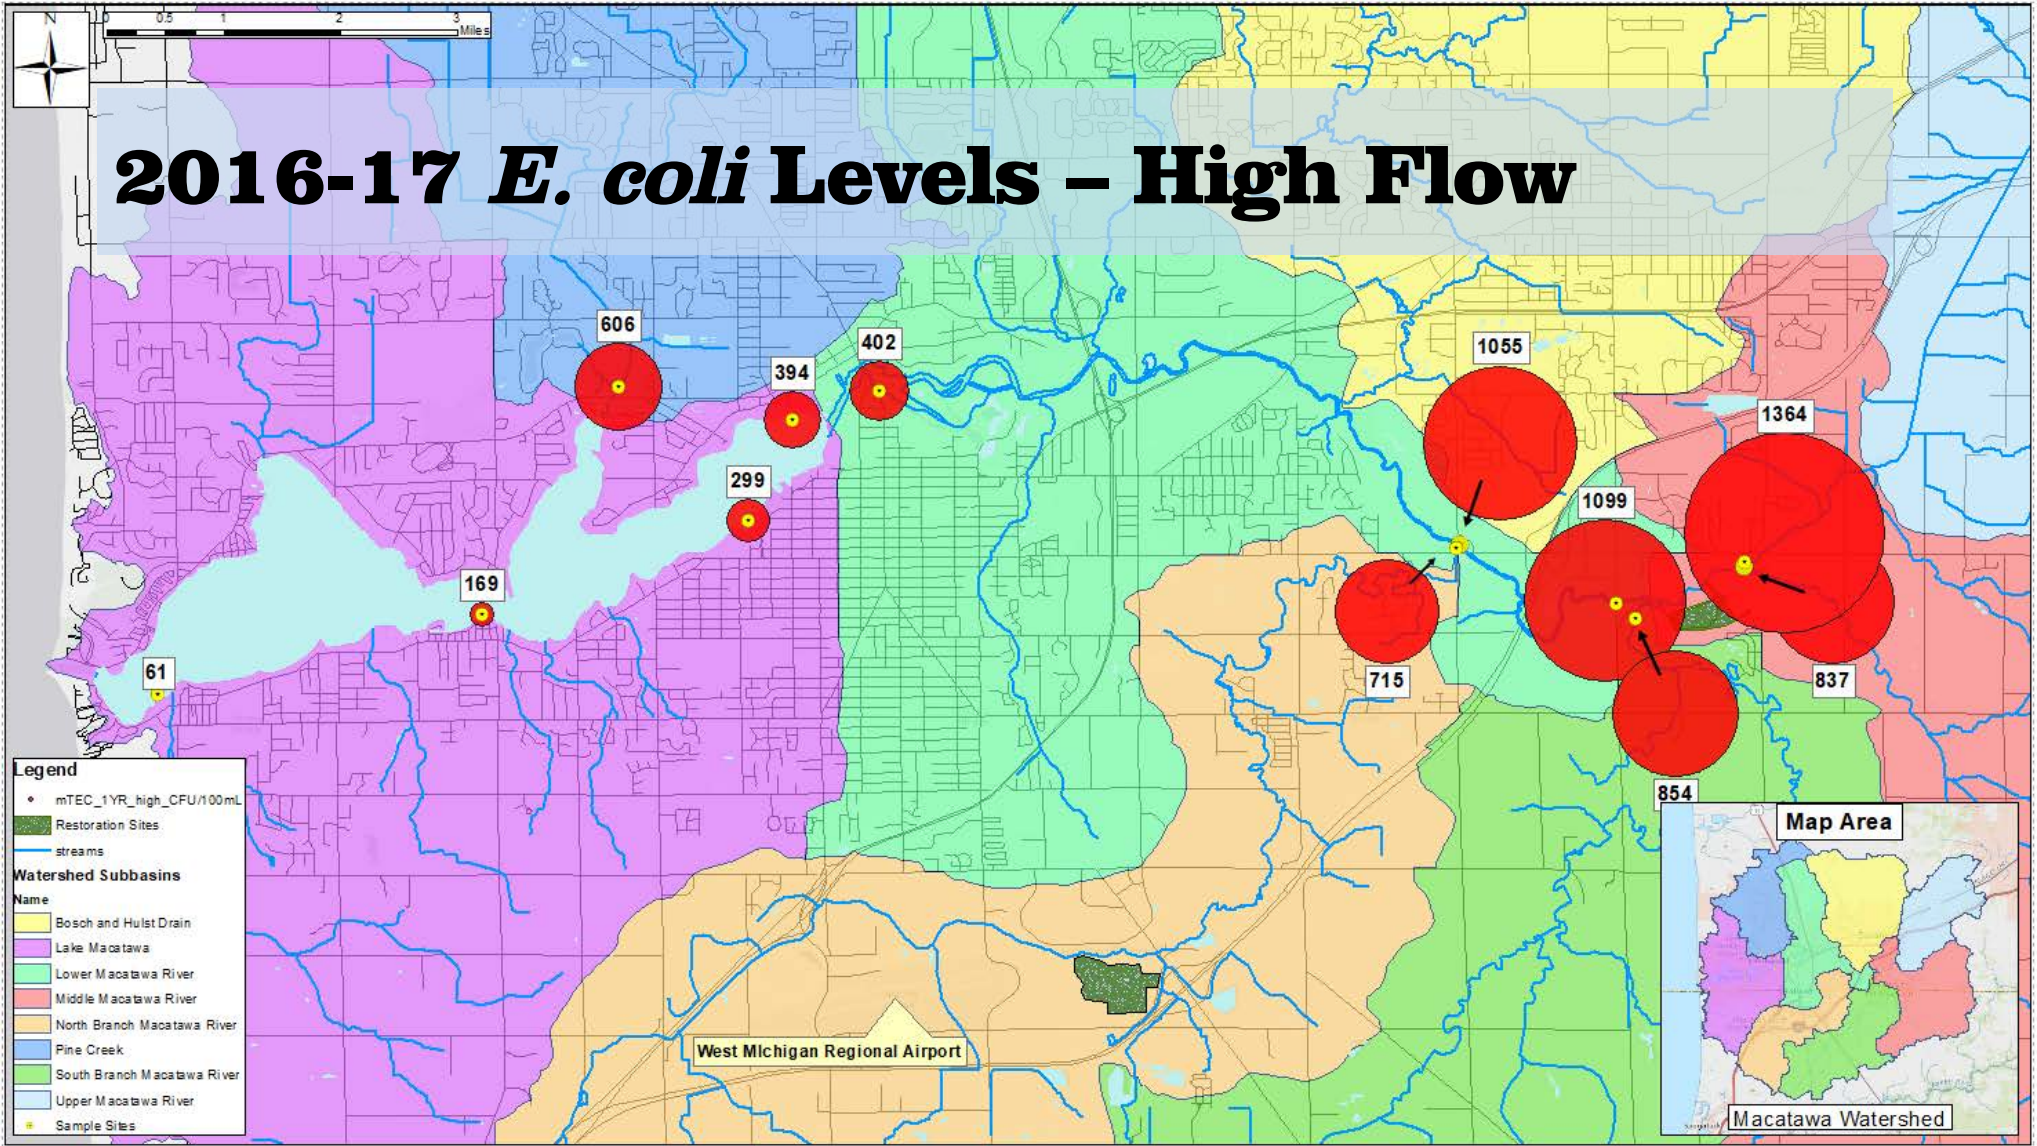 N
0 0.5 1 2 3
Miles
2016-17 E. coli Levels – High Flow
606
402
394
1055
1364
299
1099
169
61
715
837
854
Legend
mTEC_1YR_high_CFU/100mL
Restoration Sites
streams
Watershed Subbasins
Name
Bosch and Hulst Drain
Lake Macatawa
Lower Macatawa River
Middle Macatawa River
North Branch Macatawa River
Pine Creek
South Branch Macatawa River
Upper Macatawa River
Sample Sites
West MIchigan Regional Airport
Map Area
Macatawa Watershed